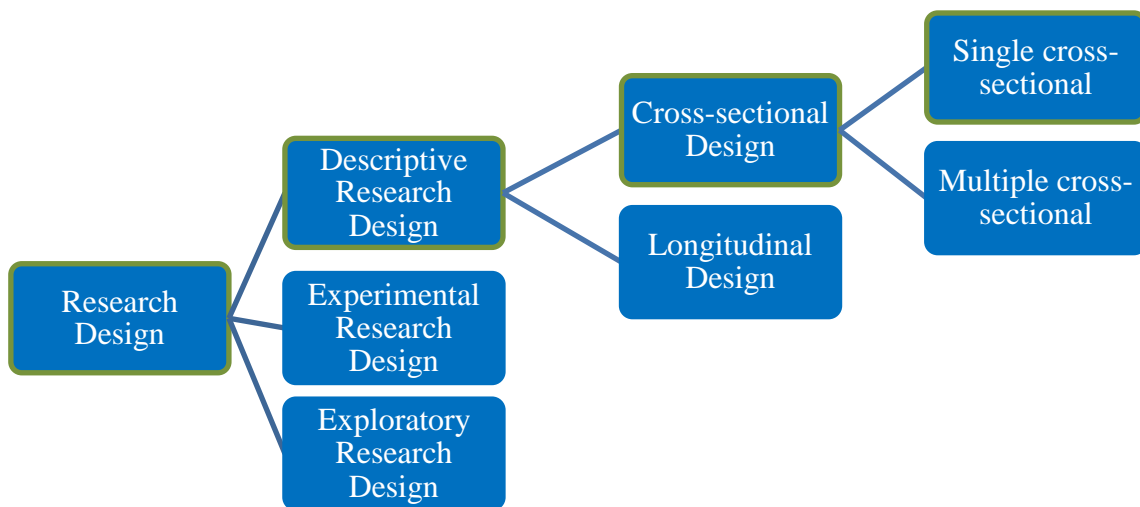 Research
Design
Descriptive
Research
Design
Experimental
Research
Design
Exploratory
Research
Design
Cross-sectional
Design
Longitudinal
Design
Single cross-
sectional
Multiple cross-
sectional